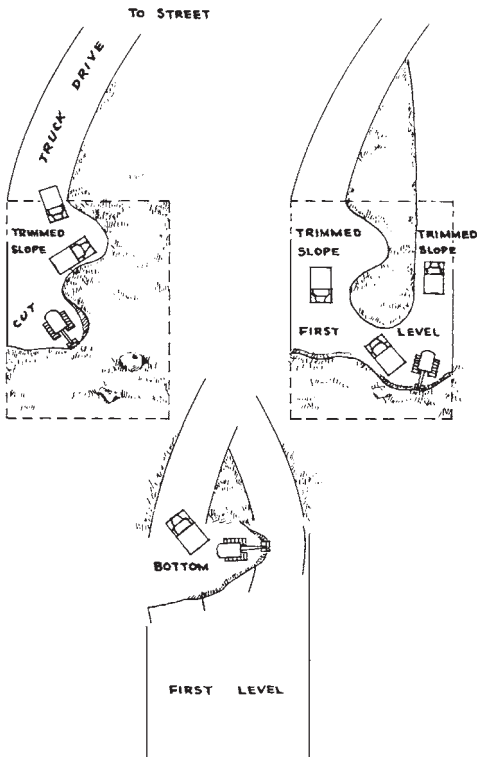 TO STREET
TRUCK DRIVE
TRIMMED
SLOPE
CUT
TRIMMED
SLOPE
TRIMMED
SLOPE
FIRST LEVEL
BOTTOM
FIRST LEVEL